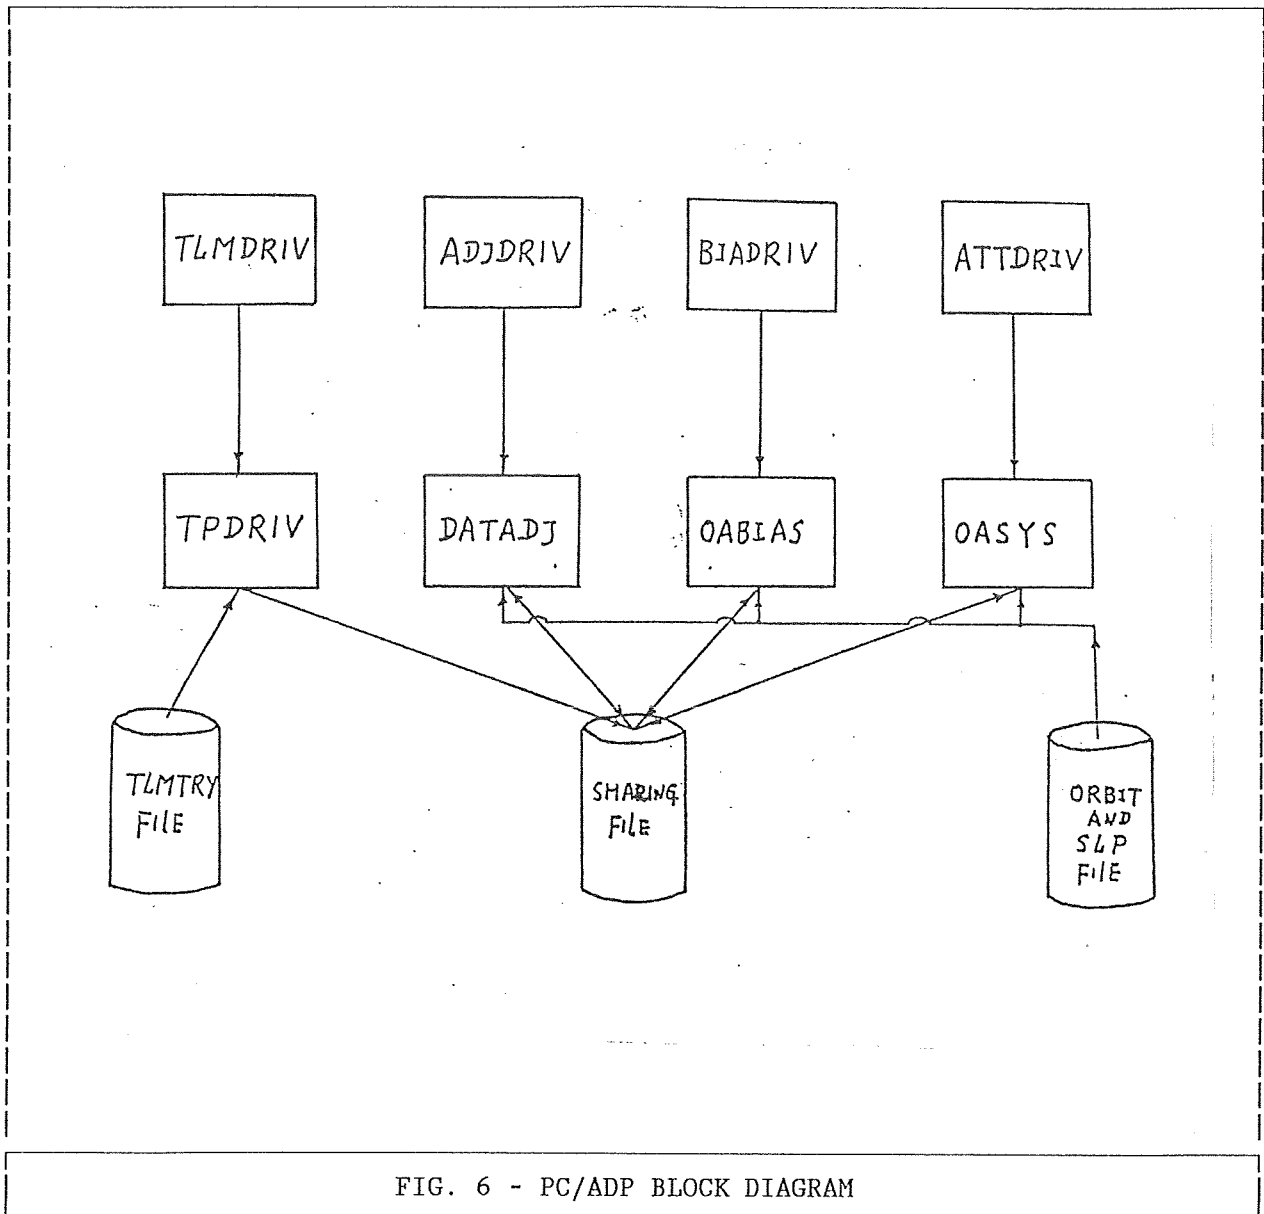 TLMDRIV
ADJDRIV
BIADRIV
ATTDRIV
TPDRIV
DATADJ
OABIAS
OASYS
TLMTRY
FILE
SHARING
FILE
ORBIT
AND
SLP
FILE
FIG. 6 - PC/ADP BLOCK DIAGRAM